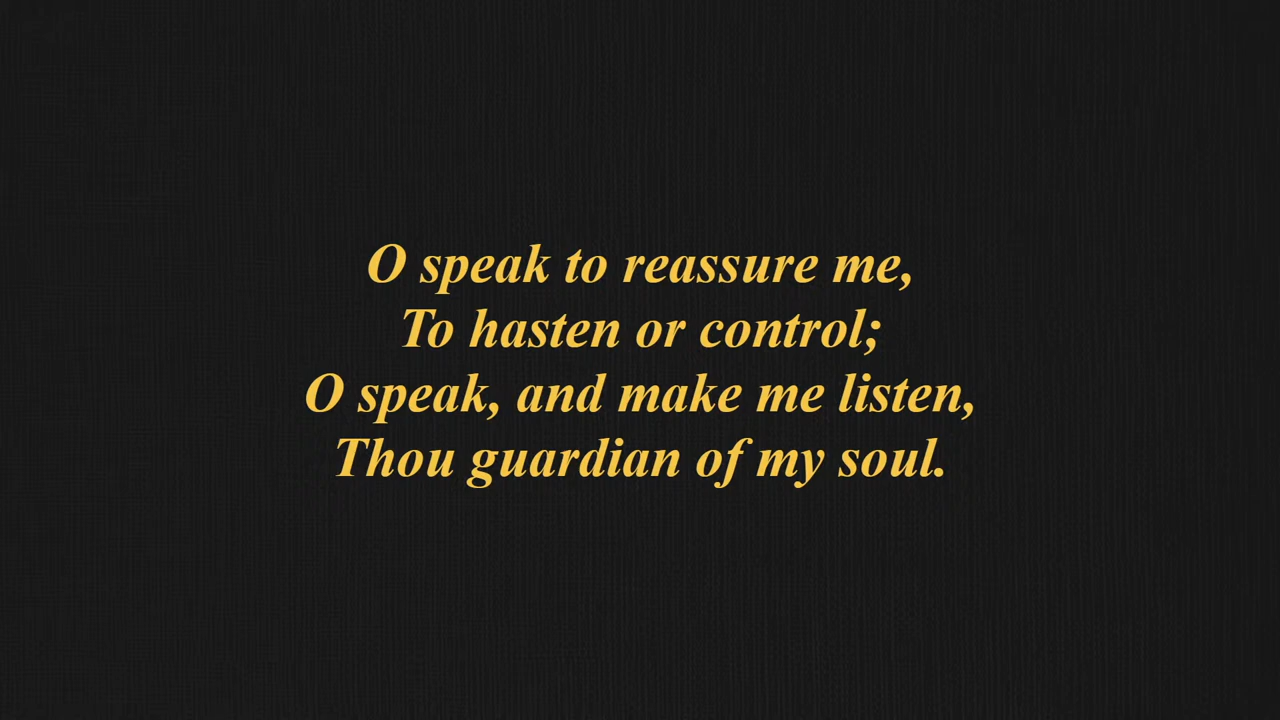 O speak to reassure me,
To hasten or control;
O speak, and make me listen,
Thou guardian of my soul.